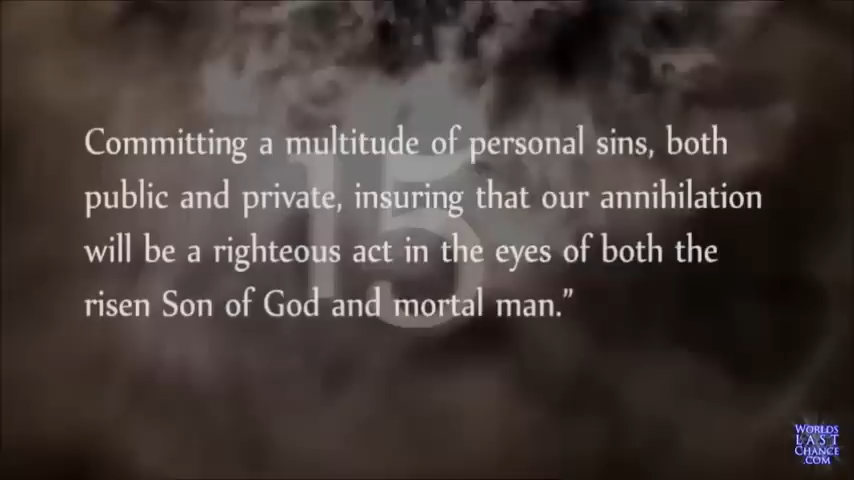 15
Committing a multitude of personal sins, both
public and private, insuring that our annihilation
will be a righteous act in the eyes of both the
risen Son of God and mortal man.”
WORLDS
LAST
CHANCE
.COM